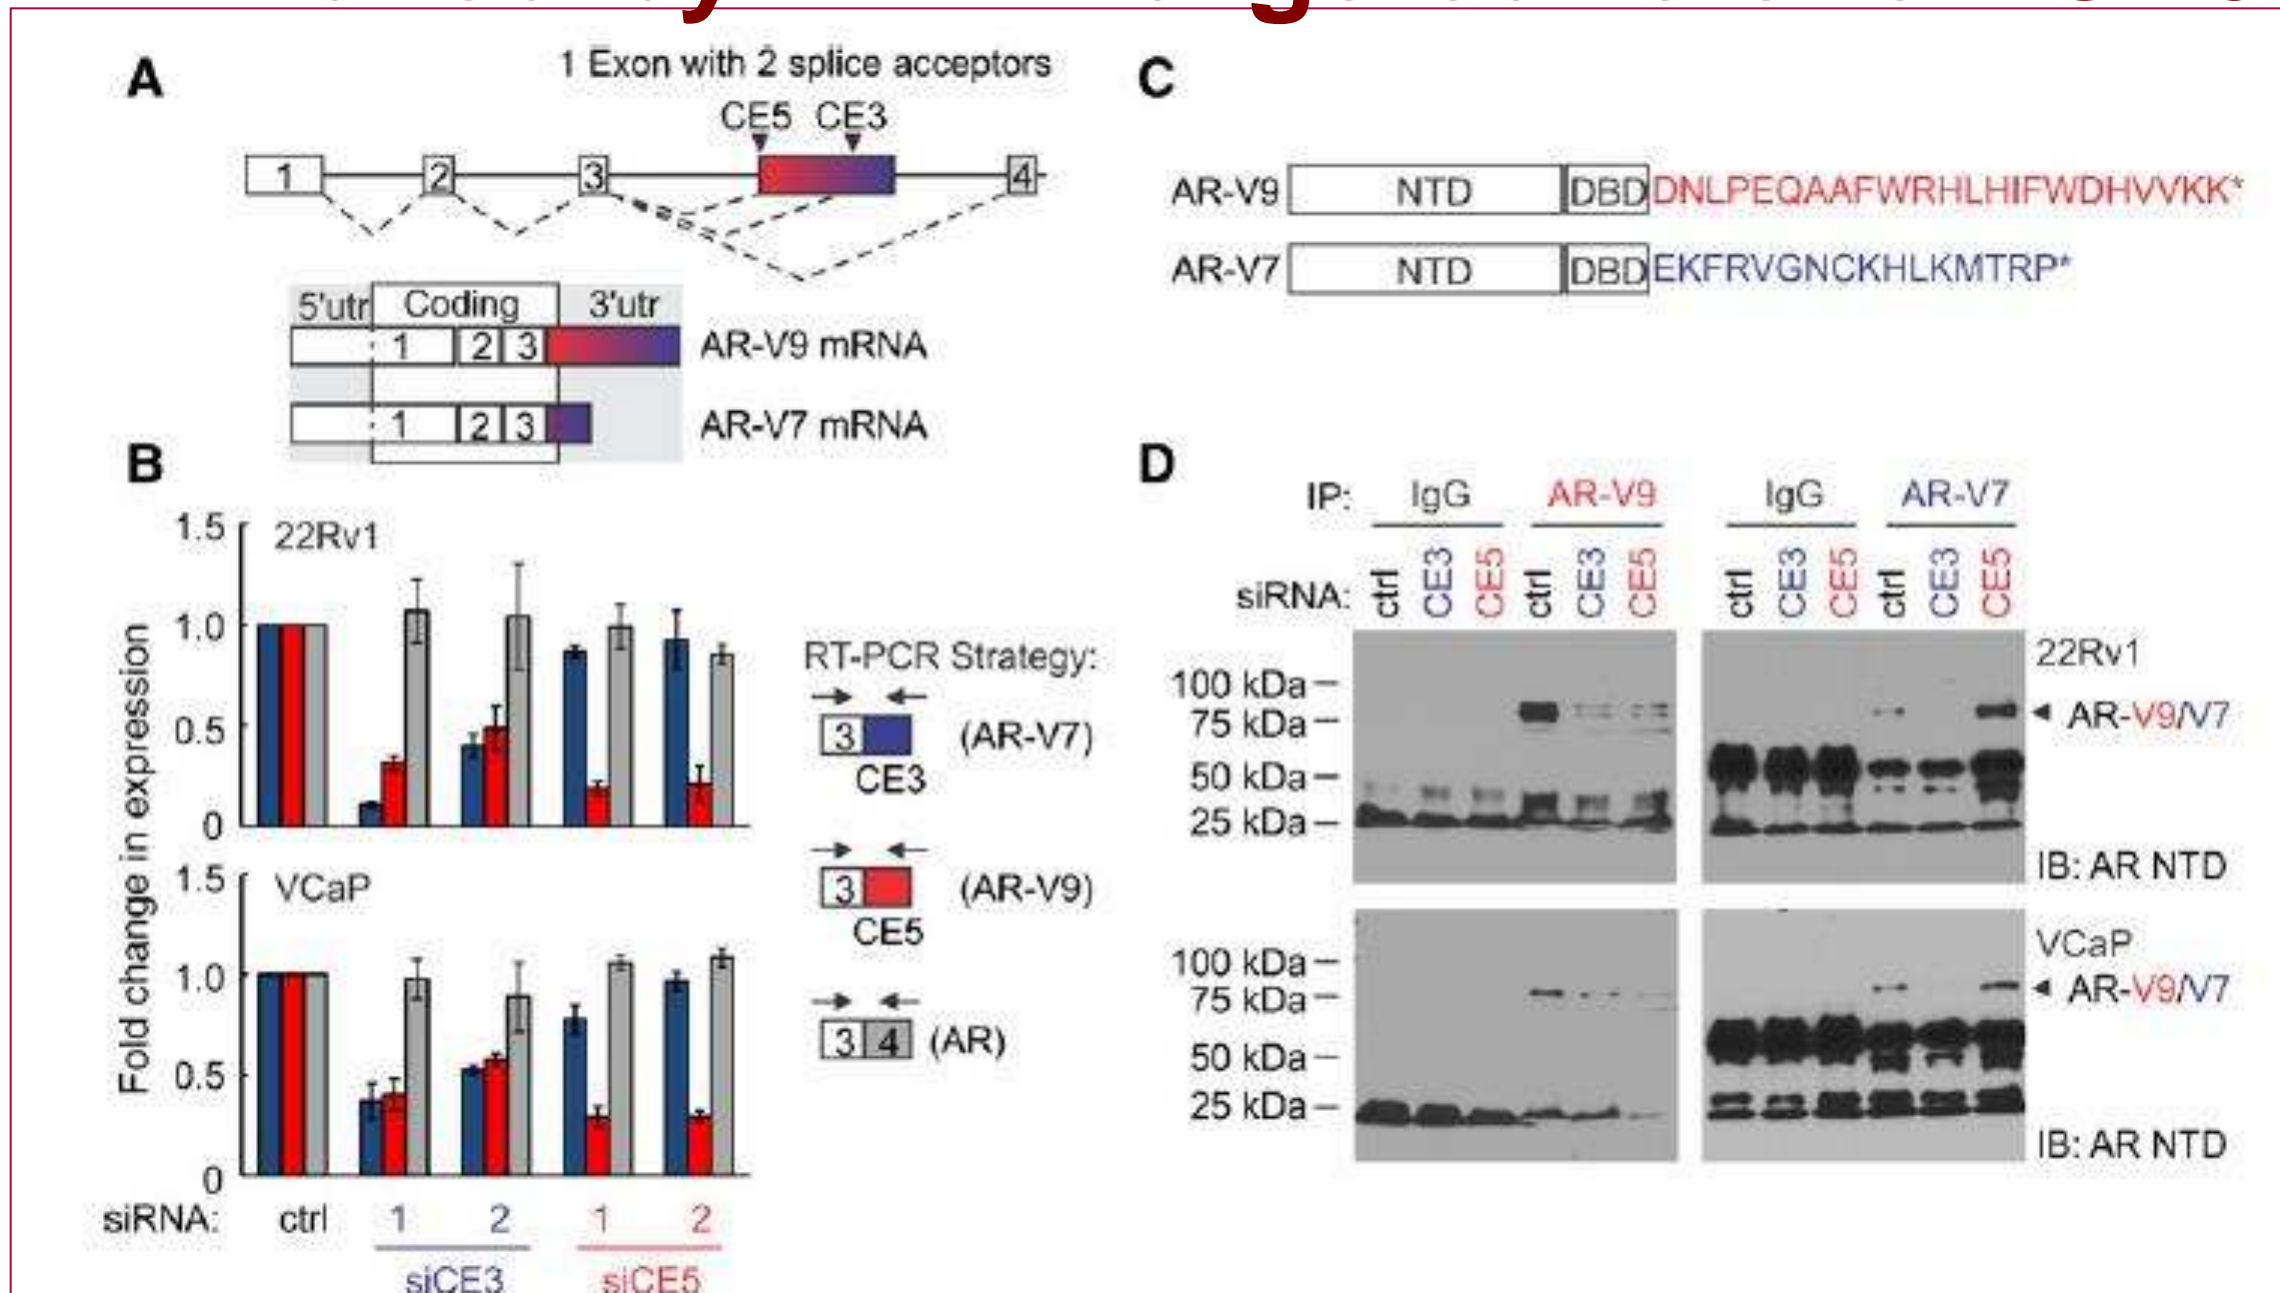 A
1 Exon with 2 splice acceptors
CE5 CE3
1 2 3 4
5'utr Coding 3'utr
1 2 3 AR-V9 mRNA
1 2 3 AR-V7 mRNA
B
1.5
22Rv1
1.0
0.5
0
1.5
VCaP
1.0
0.5
0
Fold change in expression
siRNA: ctrl 1 2 1 2
siCE3 siCE5
RT-PCR Strategy:
3 (AR-V7)
CE3
3 (AR-V9)
CE5
3 4 (AR)
C
AR-V9 NTD DBD DNLPEQAAFWRHLHIFWDHVVKK*
AR-V7 NTD DBD EKFRVGNCKHLKMTRP*
D
IP: IgG AR-V9 IgG AR-V7
siRNA: ctrl CE3 CE5 ctrl CE3 CE5 ctrl CE3 CE5 ctrl CE3 CE5
22Rv1
100 kDa
75 kDa
AR-V9/V7
50 kDa
25 kDa
IB: AR NTD
VCaP
100 kDa
75 kDa
AR-V9/V7
50 kDa
25 kDa
IB: AR NTD